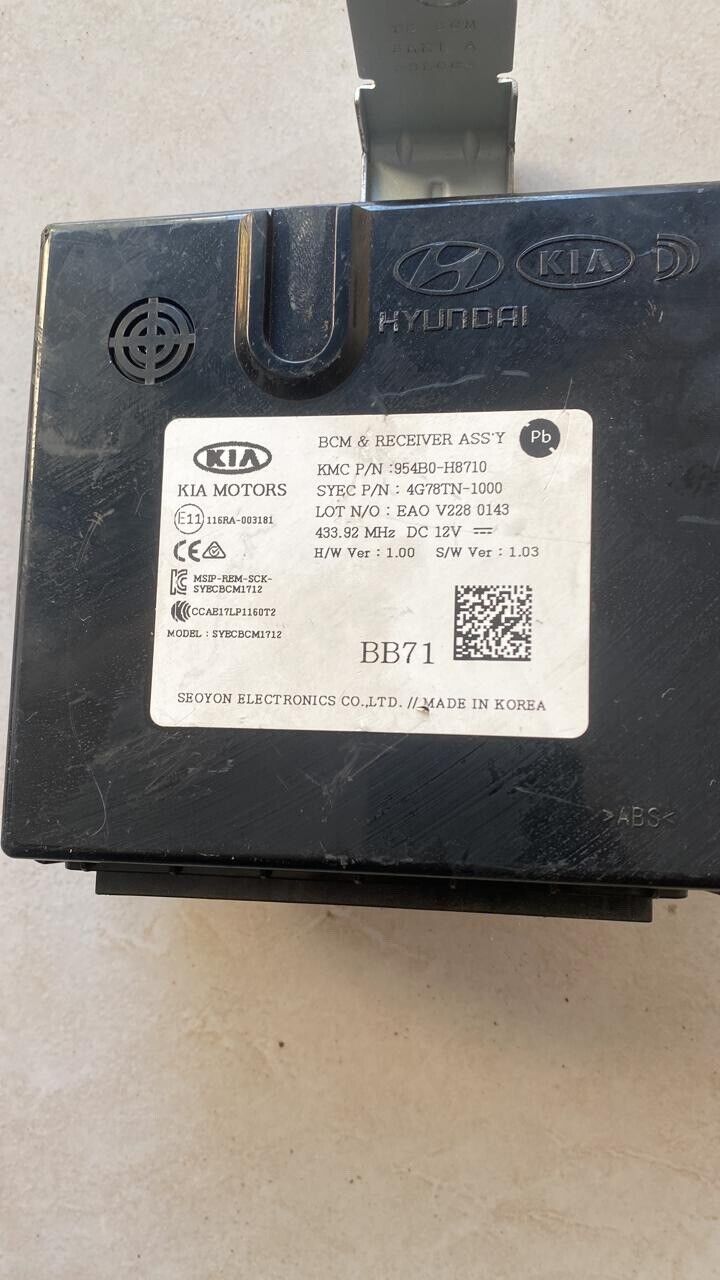 KIA
HYUNDAI
KIA
KIA MOTORS
BCM & RECEIVER ASS'Y
Pb
KMC P/N :954B0-H8710
SYEC P/N : 4G78TN-1000
LOT N/O : EAO V228 0143
433.92 MHz DC 12V
H/W Ver : 1.00 S/W Ver : 1.03
E11 116RA-003181
CE
MSIP-REM-SCK-
SYECBCM1712
CCAE17LP1160T2
MODEL : SYECBCM1712
BB71
SEOYON ELECTRONICS CO.,LTD. // MADE IN KOREA
>ABS<